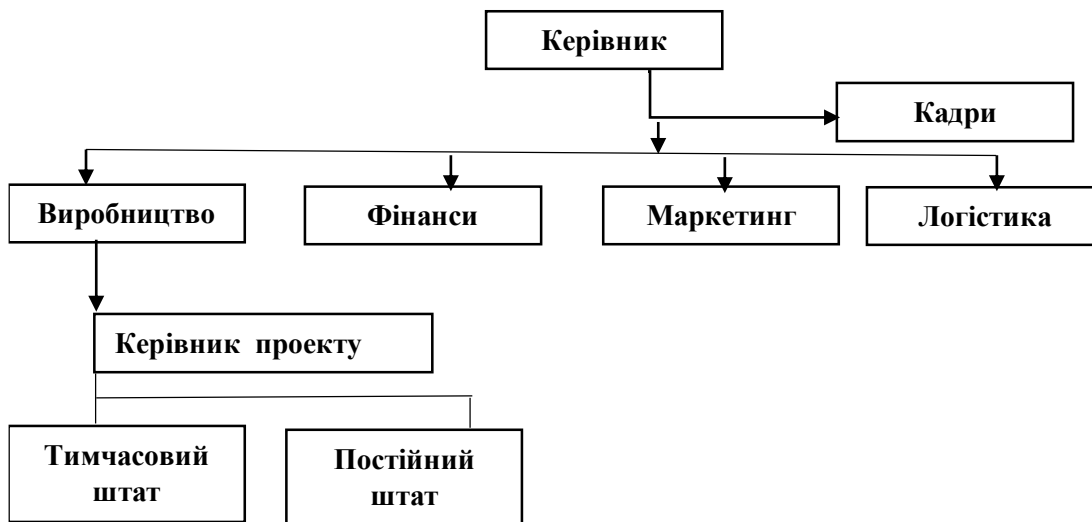 Керівник
Кадри
Виробництво
Фінанси
Маркетинг
Логістика
Керівник проекту
Тимчасовий
штат
Постійний
штат